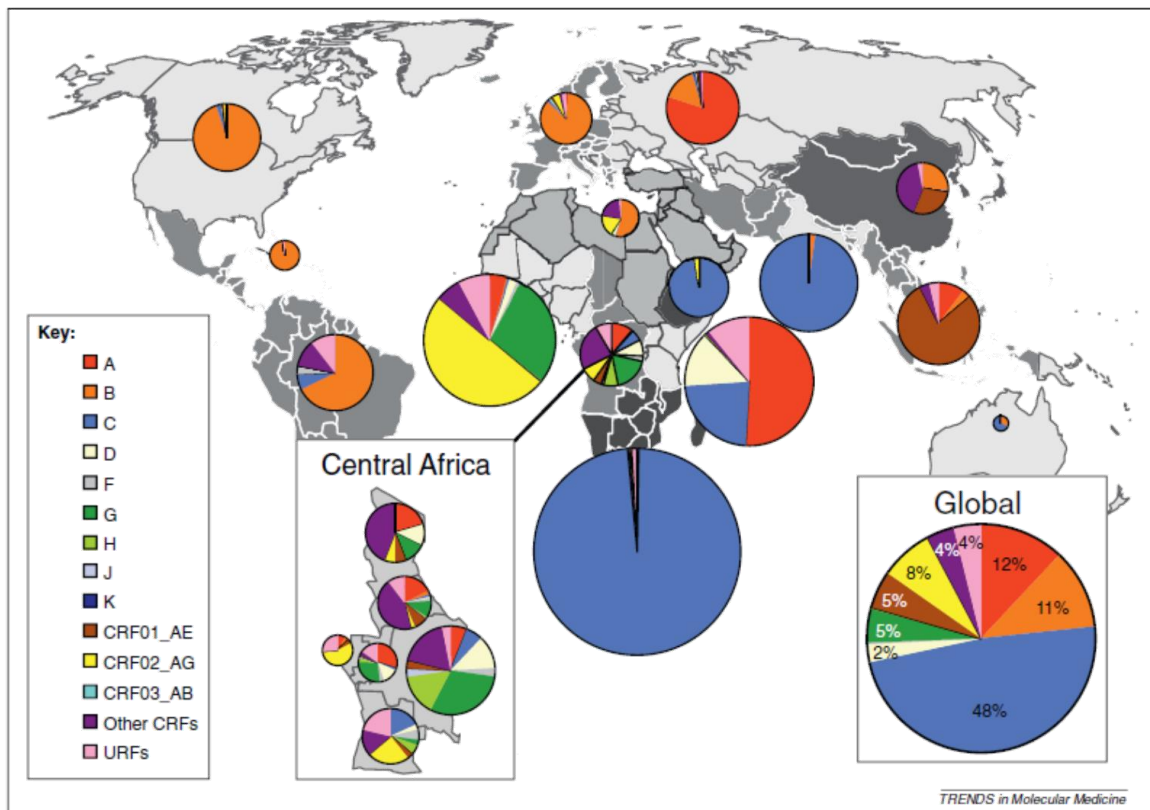 Key:
A
B
C
D
F
G
H
J
K
CRF01_AE
CRF02_AG
CRF03_AB
Other CRFs
URFs
Central Africa
Global
4%
4%
12%
8%
11%
5%
5%
2%
48%
TRENDS in Molecular Medicine